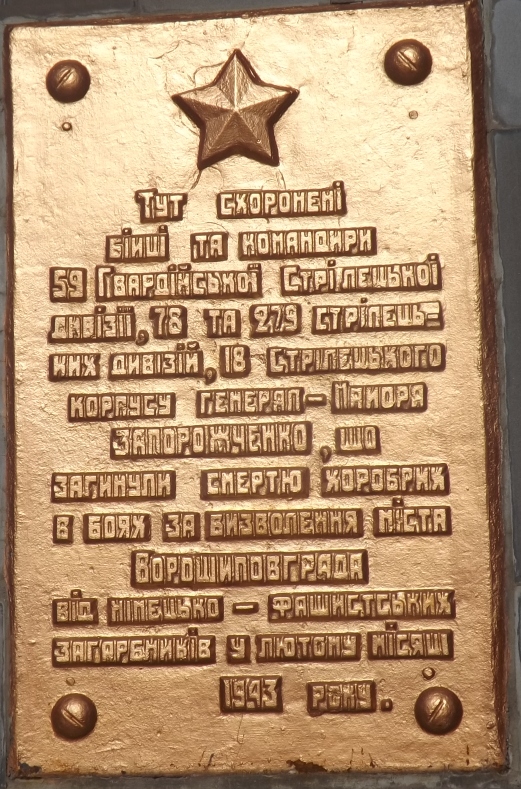 Тут схоронені
бійці та командири
59 Гвардійської Стрілецької
дивізії, 78 та 279 стрілець-
ких дивізій, 18 Стрілецького
корпусу генерал-Майора
Запорожченко, що
загинули смертю хоробрих
в боях за визволення міста
Ворошиловграда
від німецько-фашистських
загарбників у лютому місяці
1943 року.